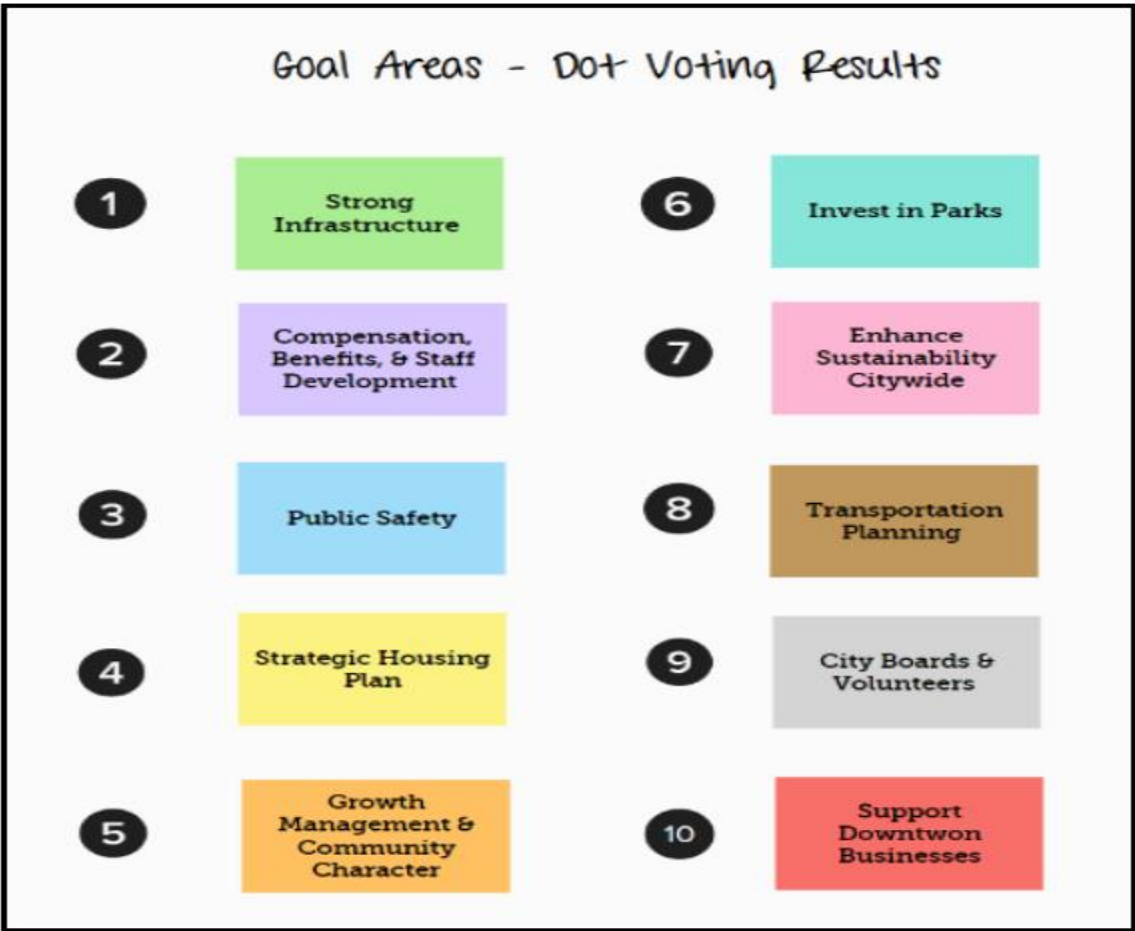 Goal Areas - Dot Voting Results
1
Strong
Infrastructure
2
Compensation,
Benefits, & Staff
Development
3
Public Safety
4
Strategic Housing
Plan
5
Growth
Management &
Community
Character
6
Invest in Parks
7
Enhance
Sustainability
Citywide
8
Transportation
Planning
9
City Boards &
Volunteers
10
Support
Downtwon
Businesses